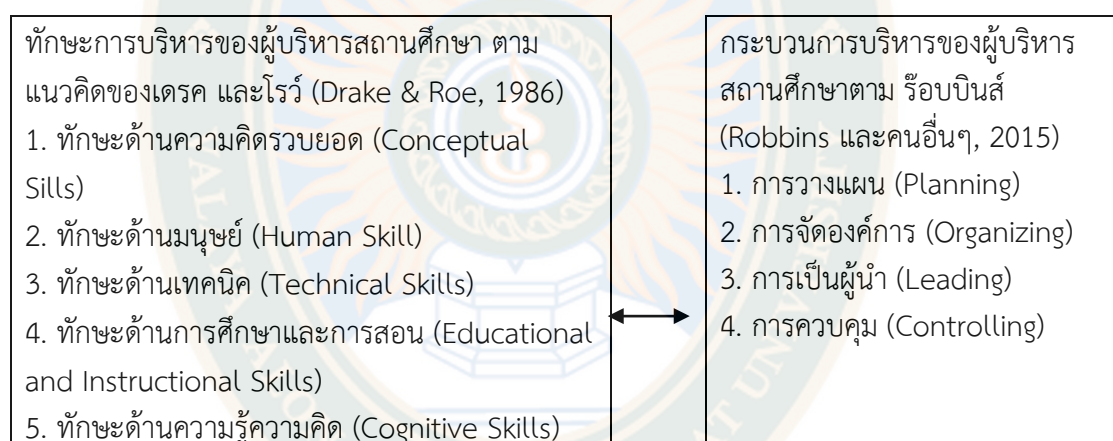 ทักษะการบริหารของผู้บริหารสถานศึกษา ตาม
แนวคิดของเดรค และโรว์ (Drake & Roe, 1986)
1. ทักษะด้านความคิดรวบยอด (Conceptual
Sills)
2. ทักษะด้านมนุษย์ (Human Skill)
3. ทักษะด้านเทคนิค (Technical Skills)
4. ทักษะด้านการศึกษาและการสอน (Educational
and Instructional Skills)
5. ทักษะด้านความรู้ความคิด (Cognitive Skills)
กระบวนการบริหารของผู้บริหาร
สถานศึกษาตาม ร๊อบบินส์
(Robbins และคนอื่นๆ, 2015)
1. การวางแผน (Planning)
2. การจัดองค์การ (Organizing)
3. การเป็นผู้นำ (Leading)
4. การควบคุม (Controlling)